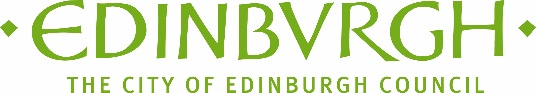 •EDINBVRGH•
THE CITY OF EDINBURGH COUNCIL